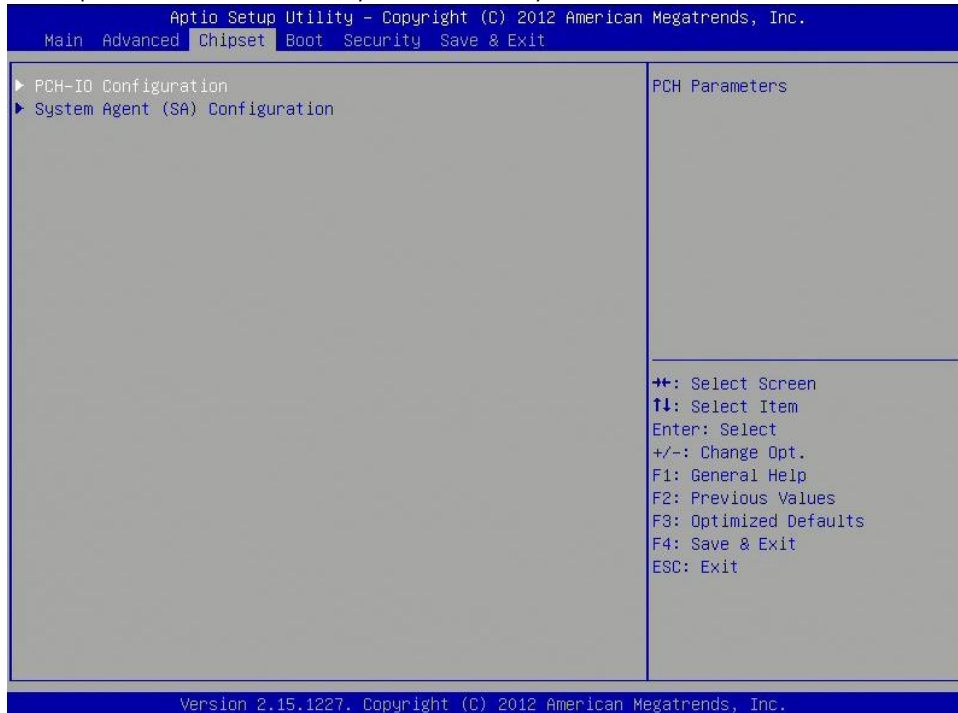 Aptio Setup Utility – Copyright (C) 2012 American Megatrends, Inc.
Main Advanced Chipset Boot Security Save & Exit
▶ PCH-IO Configuration
▶ System Agent (SA) Configuration
PCH Parameters
→←: Select Screen
↑↓: Select Item
Enter: Select
+/-: Change Opt.
F1: General Help
F2: Previous Values
F3: Optimized Defaults
F4: Save & Exit
ESC: Exit
Version 2.15.1227. Copyright (C) 2012 American Megatrends, Inc.